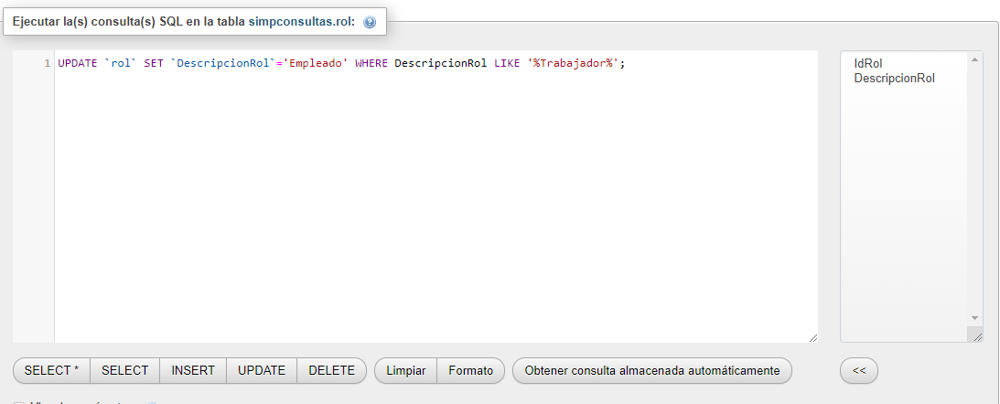 Ejecutar la(s) consulta(s) SQL en la tabla simpconsultas.rol:
1 UPDATE `rol` SET `DescripcionRol`='Empleado' WHERE DescripcionRol LIKE '%Trabajador%';
IdRol
DescripcionRol
SELECT * SELECT INSERT UPDATE DELETE Limpiar Formato Obtener consulta almacenada automáticamente <<